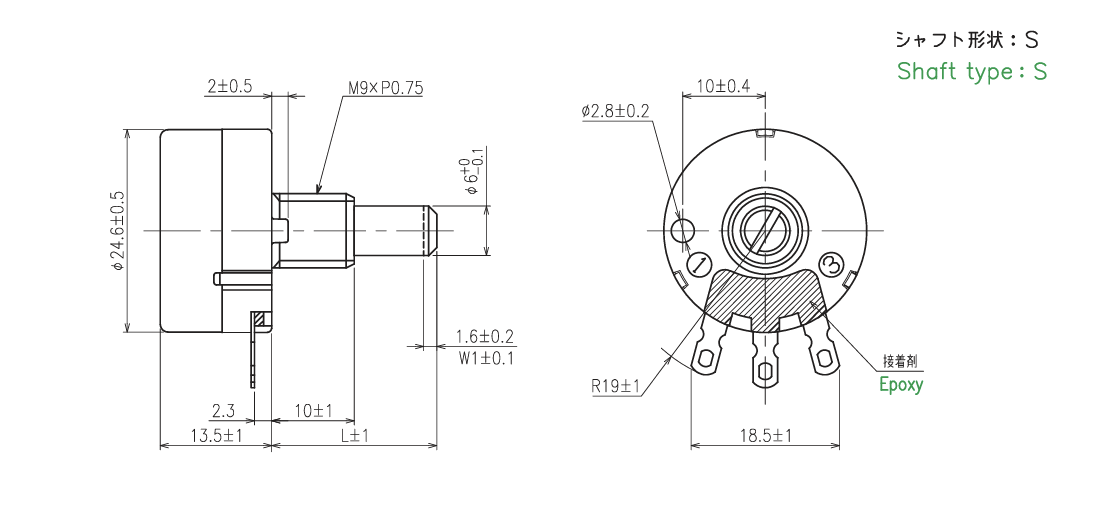 シャフト形状：S
Shaft type：S
2±0.5
M9×P0.75
10±0.4
φ2.8±0.2
φ6 +0 −0.1
φ24.6±0.5
1
3
1.6±0.2
W1±0.1
接着剤
Epoxy
R19±1
2.3
10±1
13.5±1
L±1
18.5±1